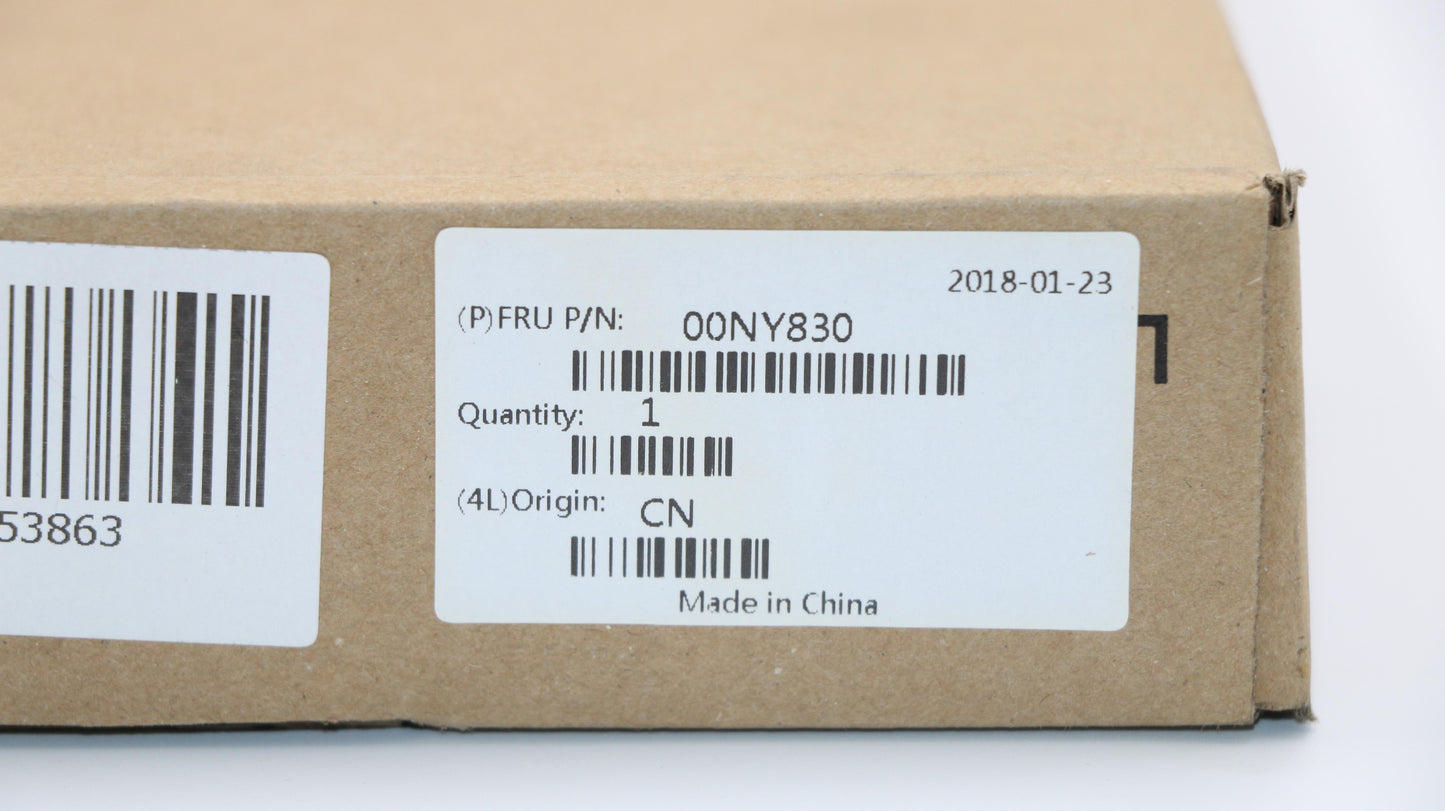 53863
2018-01-23
(P)FRU P/N: 00NY830
Quantity: 1
(4L)Origin: CN
Made in China